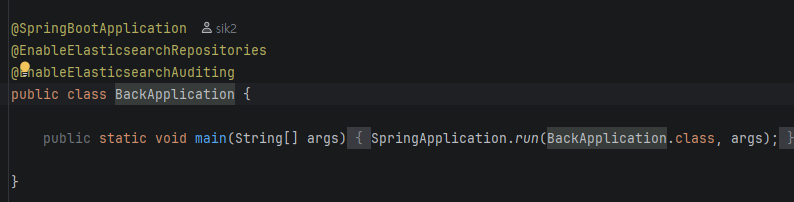 @SpringBootApplication sik2
@EnableElasticsearchRepositories
@EnableElasticsearchAuditing
public class BackApplication {
public static void main(String[] args) { SpringApplication.run(BackApplication.class, args); }
}